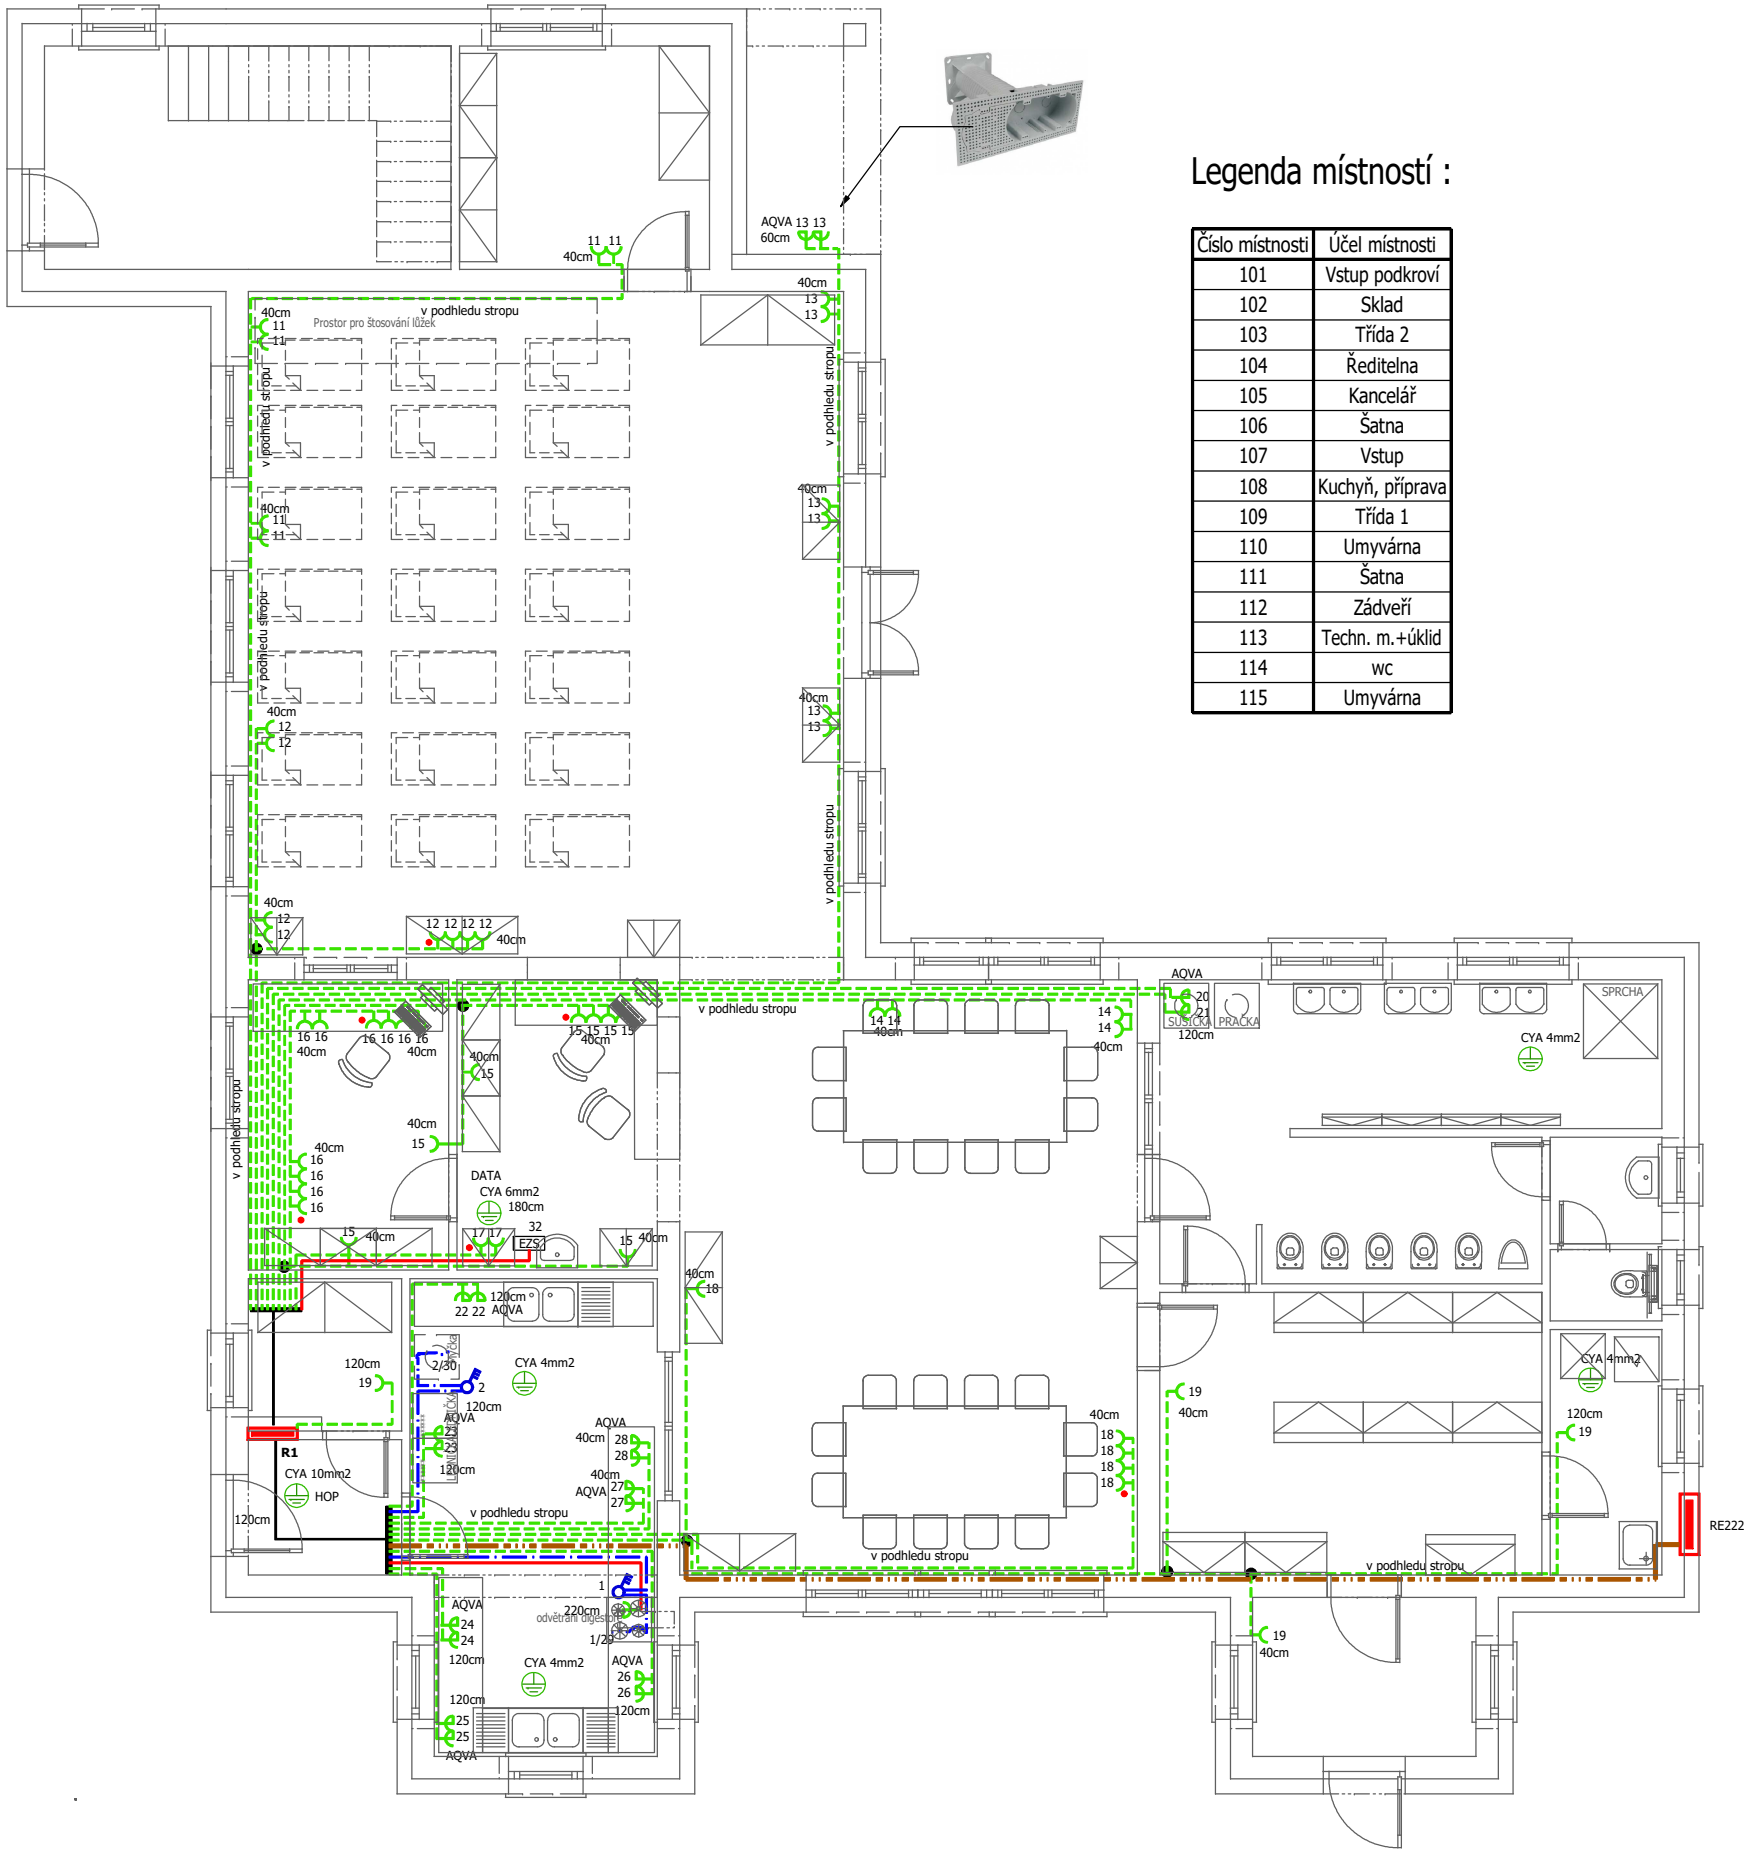 Legenda místností :
Číslo místnosti Účel místnosti
101 Vstup podkroví
102 Sklad
103 Třída 2
104 Ředitelna
105 Kancelář
106 Šatna
107 Vstup
108 Kuchyň, příprava
109 Třída 1
110 Umyvárna
111 Šatna
112 Zádveří
113 Techn. m.+úklid
114 wc
115 Umyvárna
AQVA 13 13
60cm
11 11
40cm
40cm
13
13
v podhledu stropu
40cm
11
11
Prostor pro štosování lůžek
v podhledu stropu
v podhledu stropu
40cm
13
13
40cm
11
11
v podhledu stropu
40cm
13
13
40cm
12
12
v podhledu stropu
40cm
12
12
12 12 12 12
40cm
v podhledu stropu
AQVA
20
21
SUŠIČKA PRAČKA
120cm
SPRCHA
CYA 4mm2
14 14
40cm
14
14
40cm
16 16
40cm
16 16 16 16
40cm
15 15 15 15
40cm
40cm
15
40cm
15
v podhledu stropu
40cm
16
16
16
16
DATA
CYA 6mm2
180cm
32
EZS
17 17
15
40cm
15
40cm
40cm
18
120cm
AQVA
22 22
120cm
19
2/30
CYA 4mm2
2
120cm
AQVA
23
23
120cm
AQVA
40cm
28
28
40cm
AQVA
27
27
R1
CYA 10mm2
HOP
120cm
v podhledu stropu
40cm
18
18
18
18
v podhledu stropu
19
40cm
CYA 4mm2
120cm
19
v podhledu stropu
RE222
19
40cm
1
220cm
odvětrání digestoř
1/29
AQVA
24
24
120cm
CYA 4mm2
AQVA
26
26
120cm
120cm
25
25
AQVA